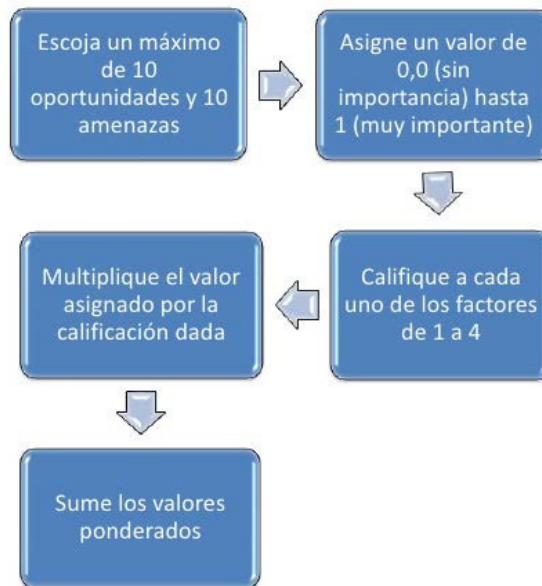 Escoja un máximo
de 10
oportunidades y 10
amenazas
Asigne un valor de
0,0 (sin
importancia) hasta
1 (muy importante)
Califique a cada
uno de los factores
de 1 a 4
Multiplique el valor
asignado por la
calificación dada
Sume los valores
ponderados